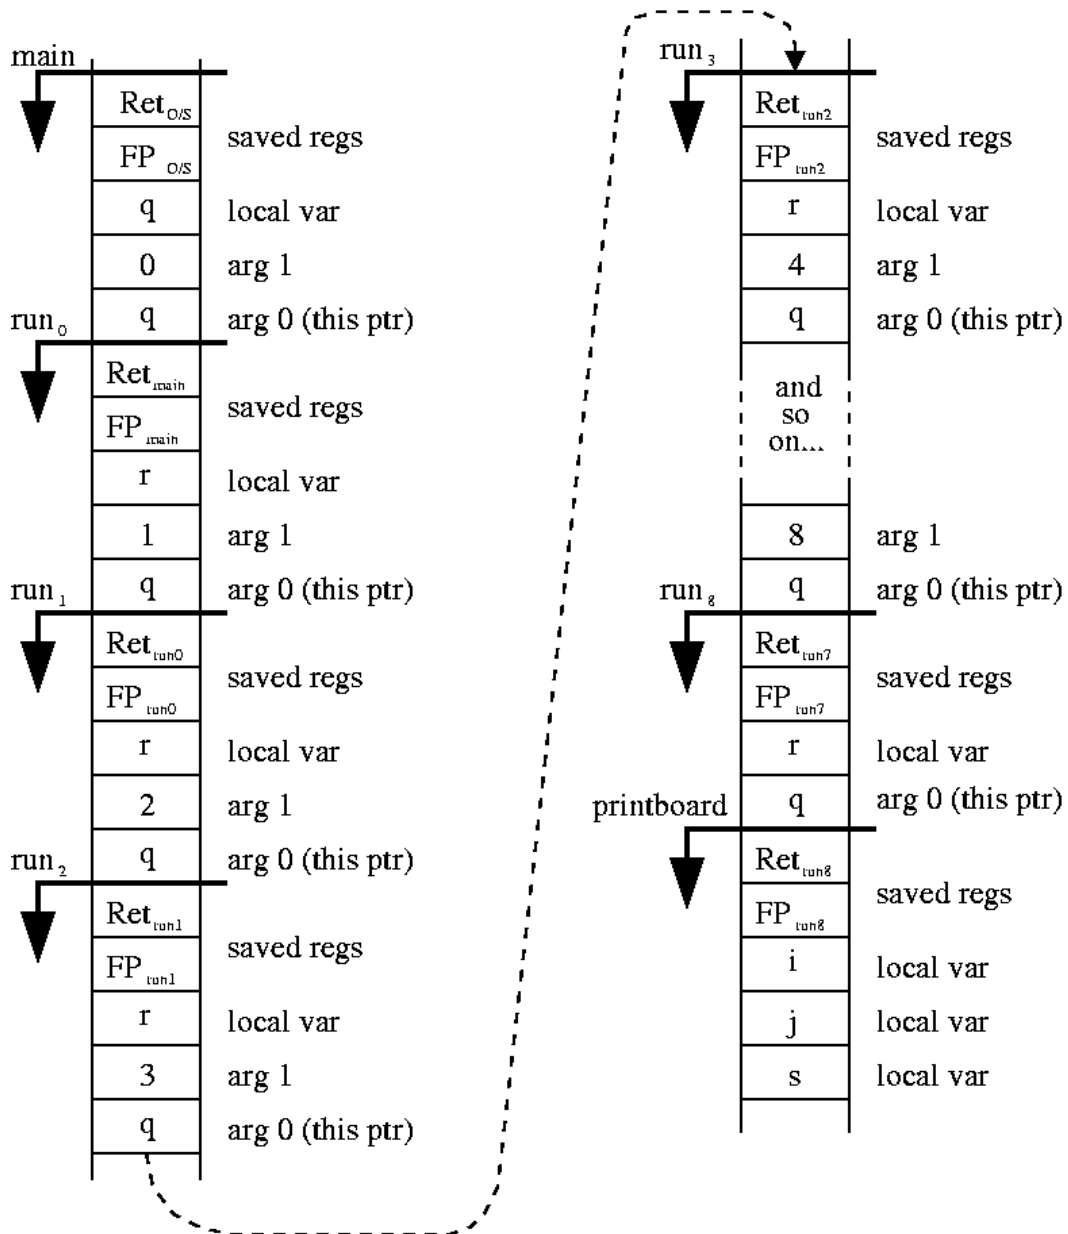 main
Ret O/S
saved regs
FP O/S
q local var
0 arg 1
run 0 q arg 0 (this ptr)
Ret main
saved regs
FP main
r local var
1 arg 1
run 1 q arg 0 (this ptr)
Ret run0
saved regs
FP run0
r local var
2 arg 1
run 2 q arg 0 (this ptr)
Ret run1
saved regs
FP run1
r local var
3 arg 1
q arg 0 (this ptr)
run 3
Ret run2
saved regs
FP run2
r local var
4 arg 1
q arg 0 (this ptr)
and
so
on...
8 arg 1
run 8 q arg 0 (this ptr)
Ret run7
saved regs
FP run7
r local var
printboard q arg 0 (this ptr)
Ret run8
saved regs
FP run8
i local var
j local var
s local var